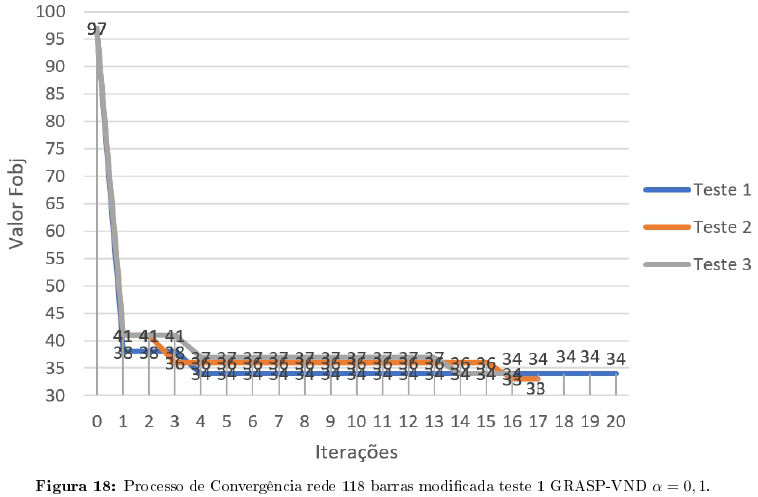 100
95
90
85
80
75
70
65
60
55
50
45
40
35
30
Valor Fobj
97
41 41 41
38 38 38
36 36 36 36 36 36 36 36 36 36 36 36 36
37 37 37 37 37 37 37 37 37 37
34 34 34 34 34 34 34 34 34 34 34 34 34
34 34 34 34 34
33 33
0 1 2 3 4 5 6 7 8 9 10 11 12 13 14 15 16 17 18 19 20
Iterações
Teste 1
Teste 2
Teste 3
Figura 18: Processo de Convergência rede 118 barras modificada teste 1 GRASP-VND α = 0, 1.